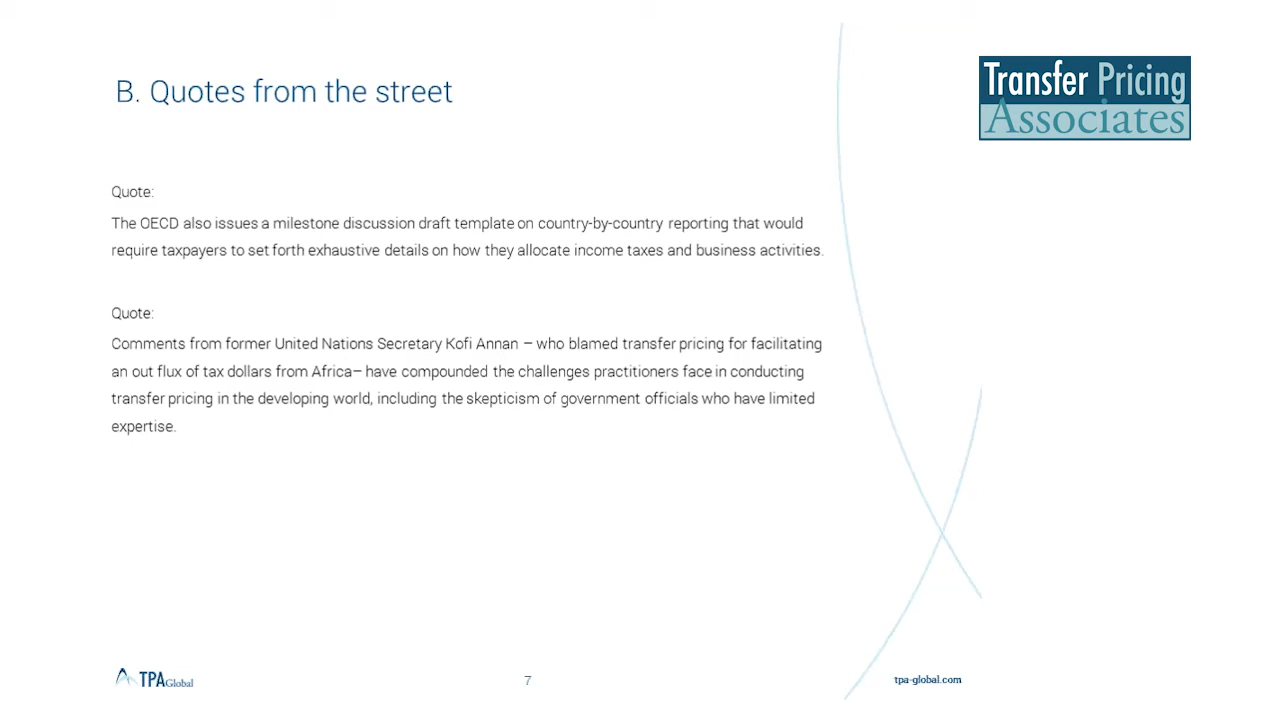 B. Quotes from the street
Transfer Pricing
Associates
Quote:
The OECD also issues a milestone discussion draft template on country-by-country reporting that would
require taxpayers to set forth exhaustive details on how they allocate income taxes and business activities.
Quote:
Comments from former United Nations Secretary Kofi Annan – who blamed transfer pricing for facilitating
an out flux of tax dollars from Africa– have compounded the challenges practitioners face in conducting
transfer pricing in the developing world, including the skepticism of government officials who have limited
expertise.
TPA Global
7
tpa-global.com